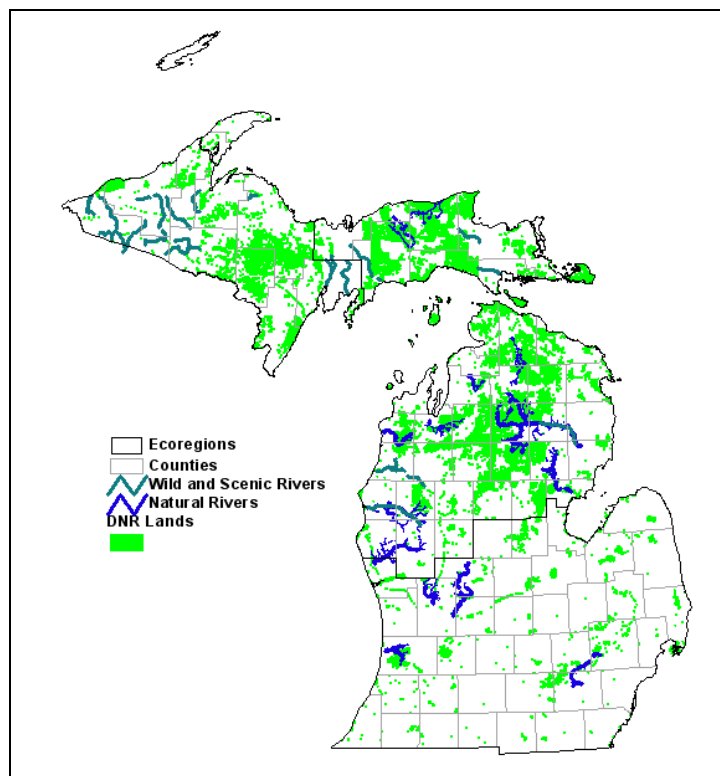 Ecoregions
Counties
Wild and Scenic Rivers
Natural Rivers
DNR Lands